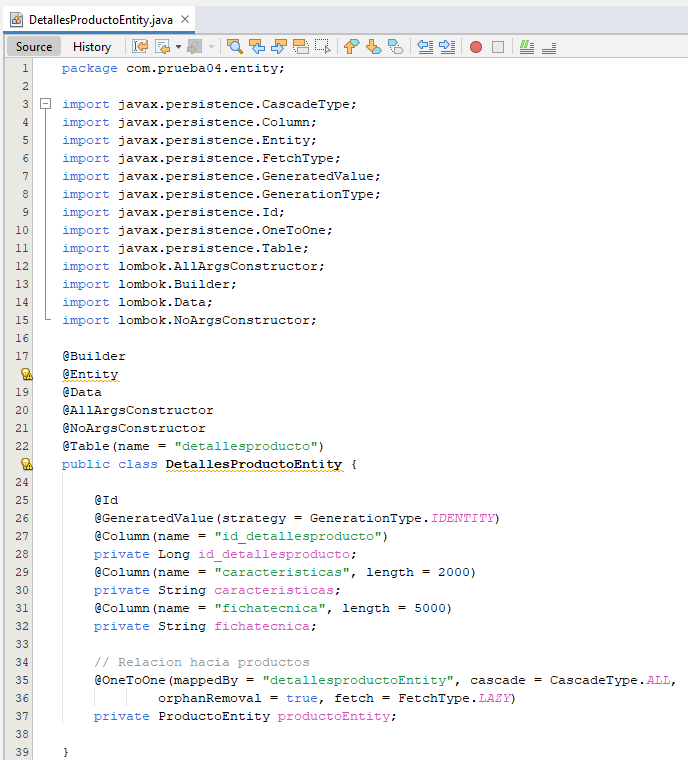 DetallesProductoEntity.java
Source History
1 package com.prueba04.entity;
2
3 import javax.persistence.CascadeType;
4 import javax.persistence.Column;
5 import javax.persistence.Entity;
6 import javax.persistence.FetchType;
7 import javax.persistence.GeneratedValue;
8 import javax.persistence.GenerationType;
9 import javax.persistence.Id;
10 import javax.persistence.OneToOne;
11 import javax.persistence.Table;
12 import lombok.AllArgsConstructor;
13 import lombok.Builder;
14 import lombok.Data;
15 import lombok.NoArgsConstructor;
16
17 @Builder
@Entity
19 @Data
20 @AllArgsConstructor
21 @NoArgsConstructor
22 @Table(name = "detallesproducto")
public class DetallesProductoEntity {
24
25 @Id
26 @GeneratedValue(strategy = GenerationType.IDENTITY)
27 @Column(name = "id_detallesproducto")
28 private Long id_detallesproducto;
29 @Column(name = "características", length = 2000)
30 private String caracteristicas;
31 @Column(name = "fichatecnica", length = 5000)
32 private String fichatecnica;
33
34 // Relacion hacia productos
35 @OneToOne(mappedBy = "detallesproductoEntity", cascade = CascadeType.ALL,
36 orphanRemoval = true, fetch = FetchType.LAZY)
37 private ProductoEntity productoEntity;
38
39 }